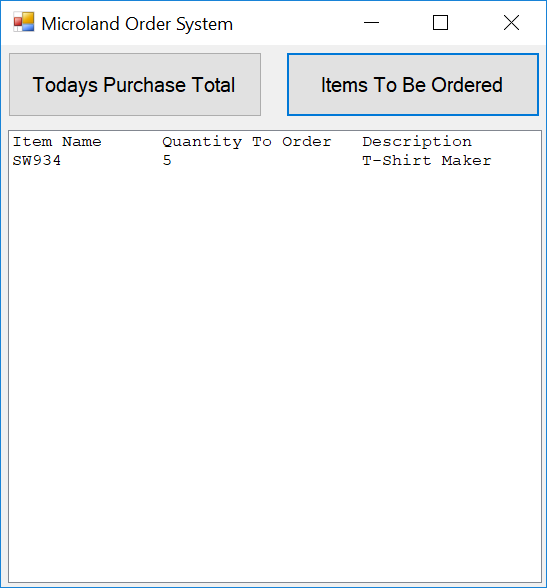 Microland Order System
Todays Purchase Total Items To Be Ordered
Item Name Quantity To Order Description
SW934 5 T-Shirt Maker